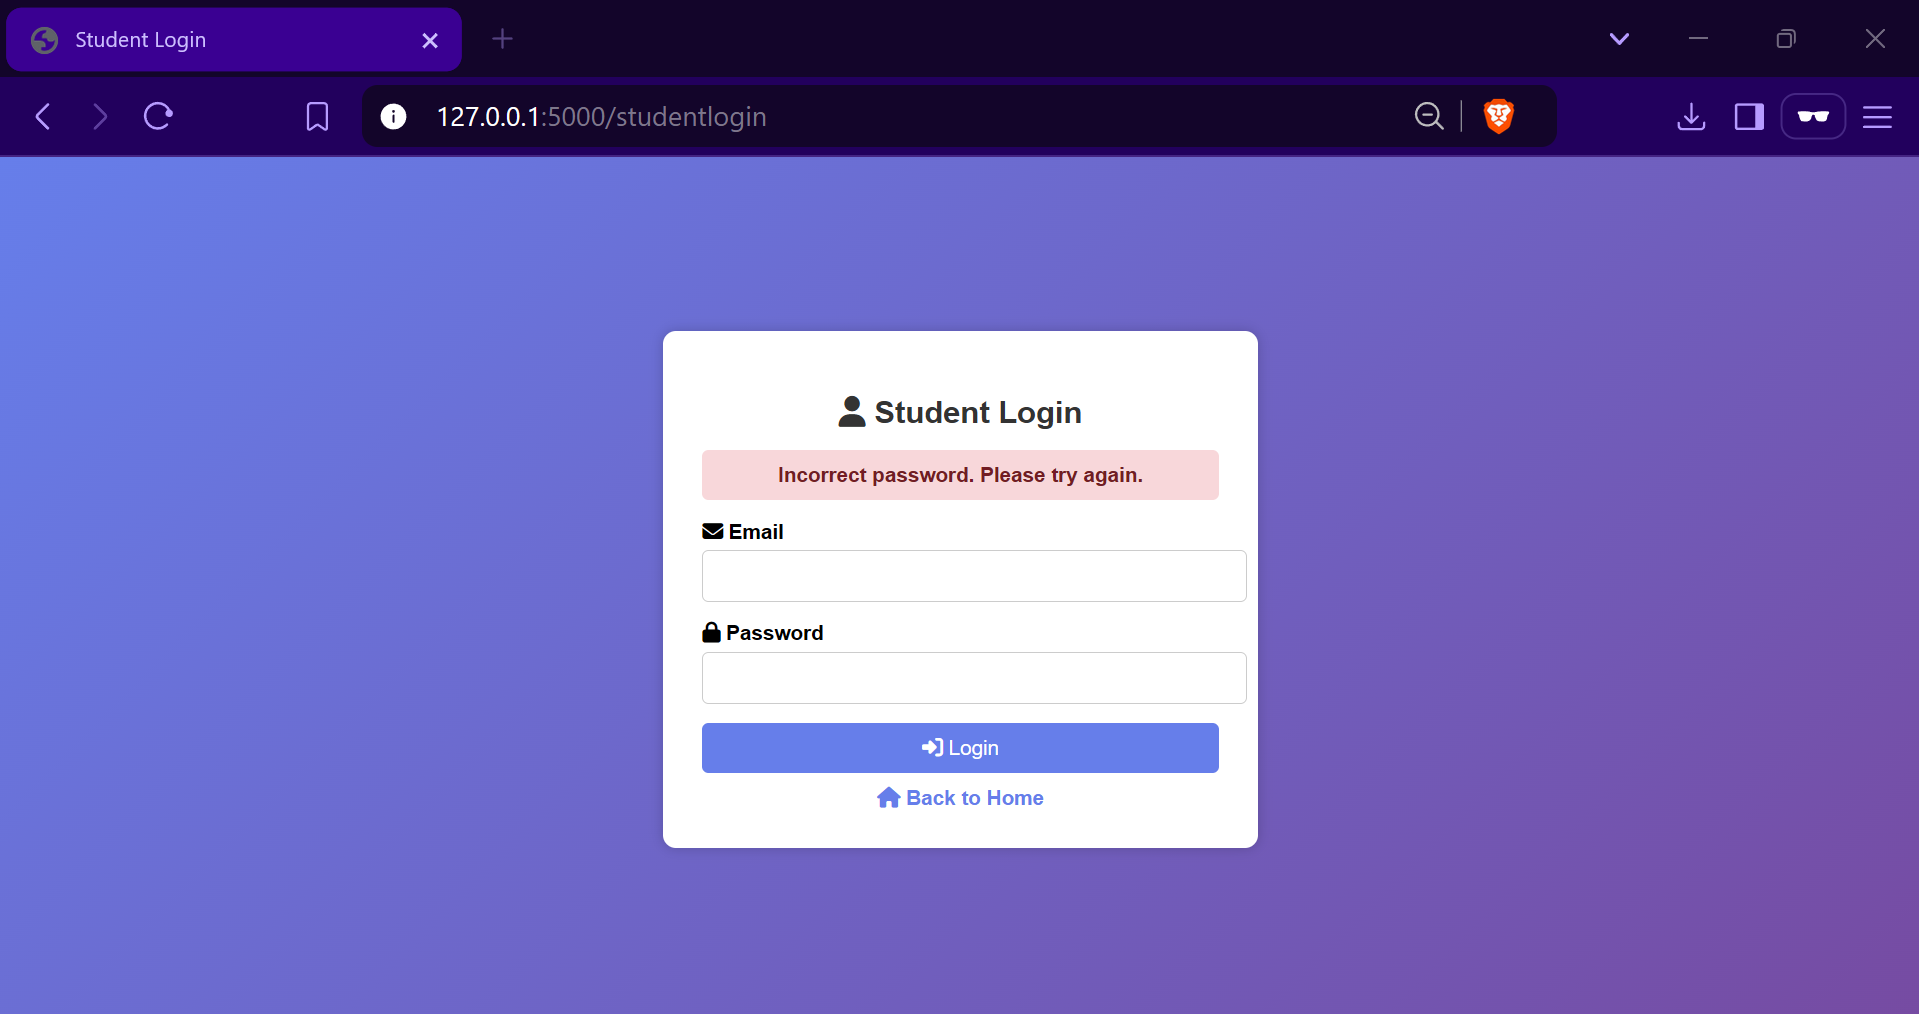 Student Login
127.0.0.1:5000/studentlogin
Student Login
Incorrect password. Please try again.
Email
Password
Login
Back to Home